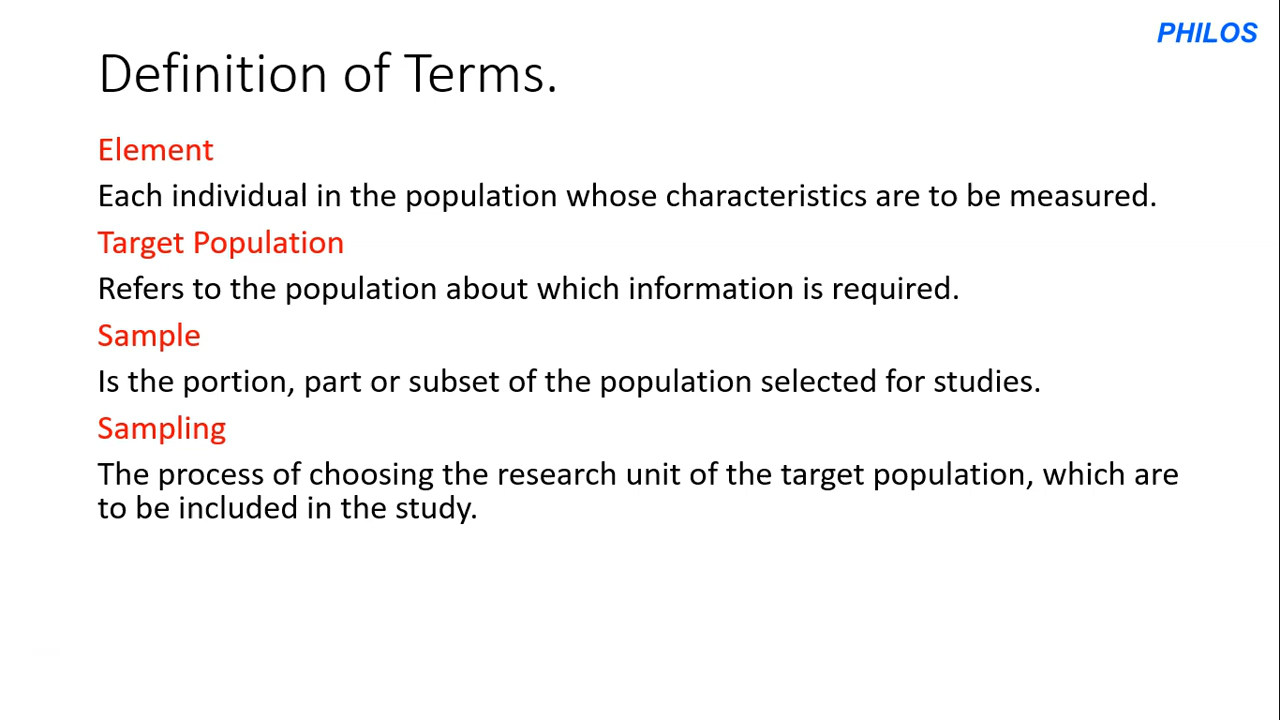 PHILOS
Definition of Terms.
Element
Each individual in the population whose characteristics are to be measured.
Target Population
Refers to the population about which information is required.
Sample
Is the portion, part or subset of the population selected for studies.
Sampling
The process of choosing the research unit of the target population, which are
to be included in the study.